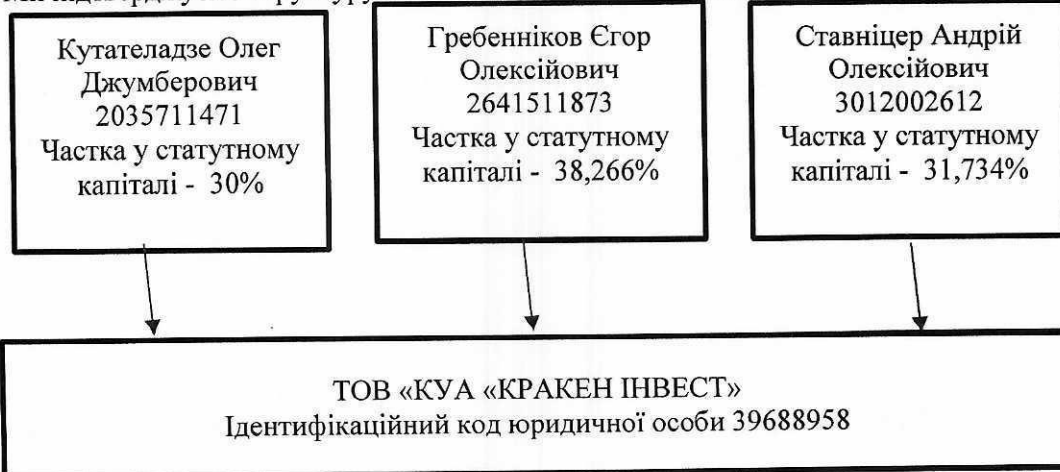 Кутателадзе Олег
Джумберович
2035711471
Частка у статутному
капіталі - 30%
Гребенніков Єгор
Олексійович
2641511873
Частка у статутному
капіталі - 38,266%
Ставніцер Андрій
Олексійович
3012002612
Частка у статутному
капіталі - 31,734%
ТОВ «КУА «КРАКЕН ІНВЕСТ»
Ідентифікаційний код юридичної особи 39688958